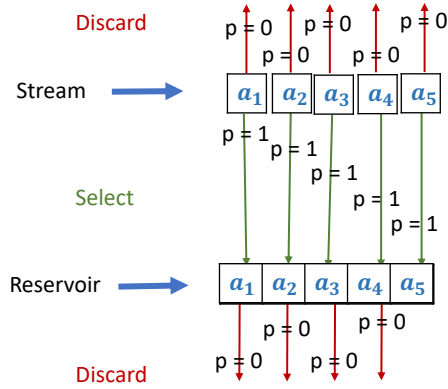 Discard
p = 0 p = 0 p = 0
p = 0 p = 0
Stream a1 a2 a3 a4 a5
p = 1
p = 1
p = 1
Select p = 1
p = 1
Reservoir a1 a2 a3 a4 a5
p = 0 p = 0
p = 0 p = 0
Discard